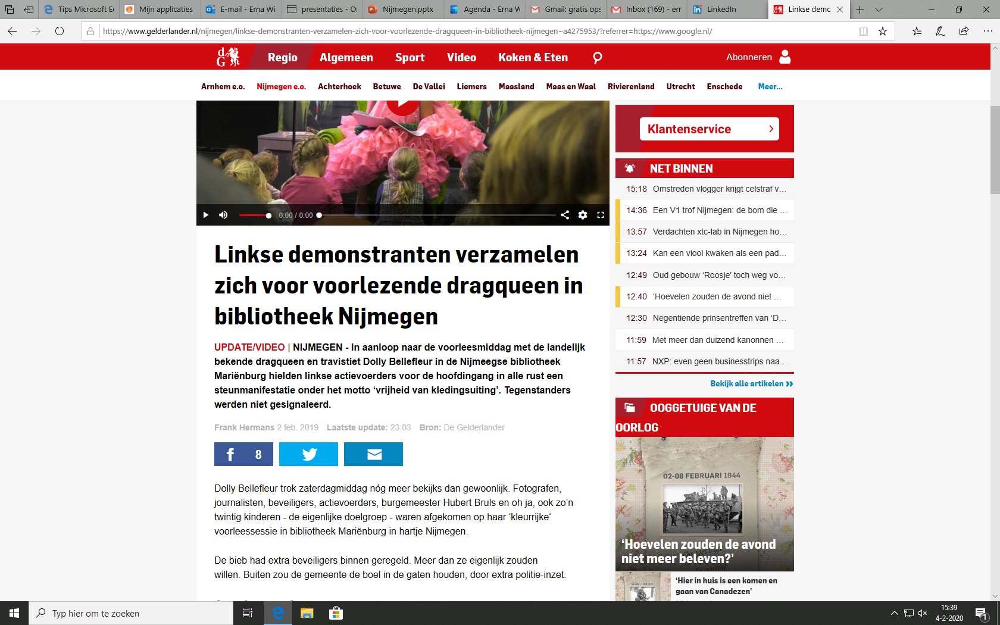 Tips Microsoft Ed
Mijn applicaties
E-mail - Erna Wi
presentaties - O
Nijmegen.pptx
Agenda - Erna W
Gmail: gratis ops
Inbox (169) - err
LinkedIn
Linkse demc
https://www.gelderlander.nl/nijmegen/linkse-demonstranten-verzamelen-zich-voor-voorlezende-dragqueen-in-bibliotheek-nijmegen~a4275953/?referrer=https://www.google.nl/
dG
Regio
Algemeen
Sport
Video
Koken & Eten
Abonneren
Arnhem e.o.
Nijmegen e.o.
Achterhoek
Betuwe
De Vallei
Liemers
Maasland
Maas en Waal
Rivierenland
Utrecht
Enschede
Meer...
0:00 / 0:00
Linkse demonstranten verzamelen
zich voor voorlezende dragqueen in
bibliotheek Nijmegen
UPDATE/VIDEO | NIJMEGEN - In aanloop naar de voorleesmiddag met de landelijk
bekende dragqueen en travistiet Dolly Bellefleur in de Nijmeegse bibliotheek
Mariënburg hielden linkse actievoerders voor de hoofdingang in alle rust een
steunmanifestatie onder het motto ‘vrijheid van kledingsuiting’. Tegenstanders
werden niet gesignaleerd.
Frank Hermans 2 feb. 2019 Laatste update: 23:03 Bron: De Gelderlander
8
Dolly Bellefleur trok zaterdagmiddag nóg meer bekijks dan gewoonlijk. Fotografen,
journalisten, beveiligers, actievoerders, burgemeester Hubert Bruls en oh ja, ook zo’n
twintig kinderen - de eigenlijke doelgroep - waren afgekomen op haar ‘kleurrijke‘
voorleessessie in bibliotheek Mariënburg in hartje Nijmegen.
De bieb had extra beveiligers binnen geregeld. Meer dan ze eigenlijk zouden
willen. Buiten zou de gemeente de boel in de gaten houden, door extra politie-inzet.
Klantenservice
NET BINNEN
15:18 Omstreden vlogger krijgt celstraf v...
14:36 Een V1 trof Nijmegen: de bom die ...
13:57 Verdachten xtc-lab in Nijmegen ho...
13:24 Kan een viool kwaken als een pad...
12:49 Oud gebouw ‘Roosje’ toch weg vo...
12:40 ‘Hoevelen zouden de avond niet ...
12:30 Negentiende prinsentreffen van ‘D...
11:59 Met meer dan duizend kanonnen ...
11:57 NXP: even geen businesstrips naa...
Bekijk alle artikelen
OOGGETUIGE VAN DE
OORLOG
02-08 FEBRUARI 1944
‘Hoevelen zouden de avond
niet meer beleven?’
‘Hier in huis is een komen en
gaan van Canadezen’
Typ hier om te zoeken
15:39
4-2-2020
1